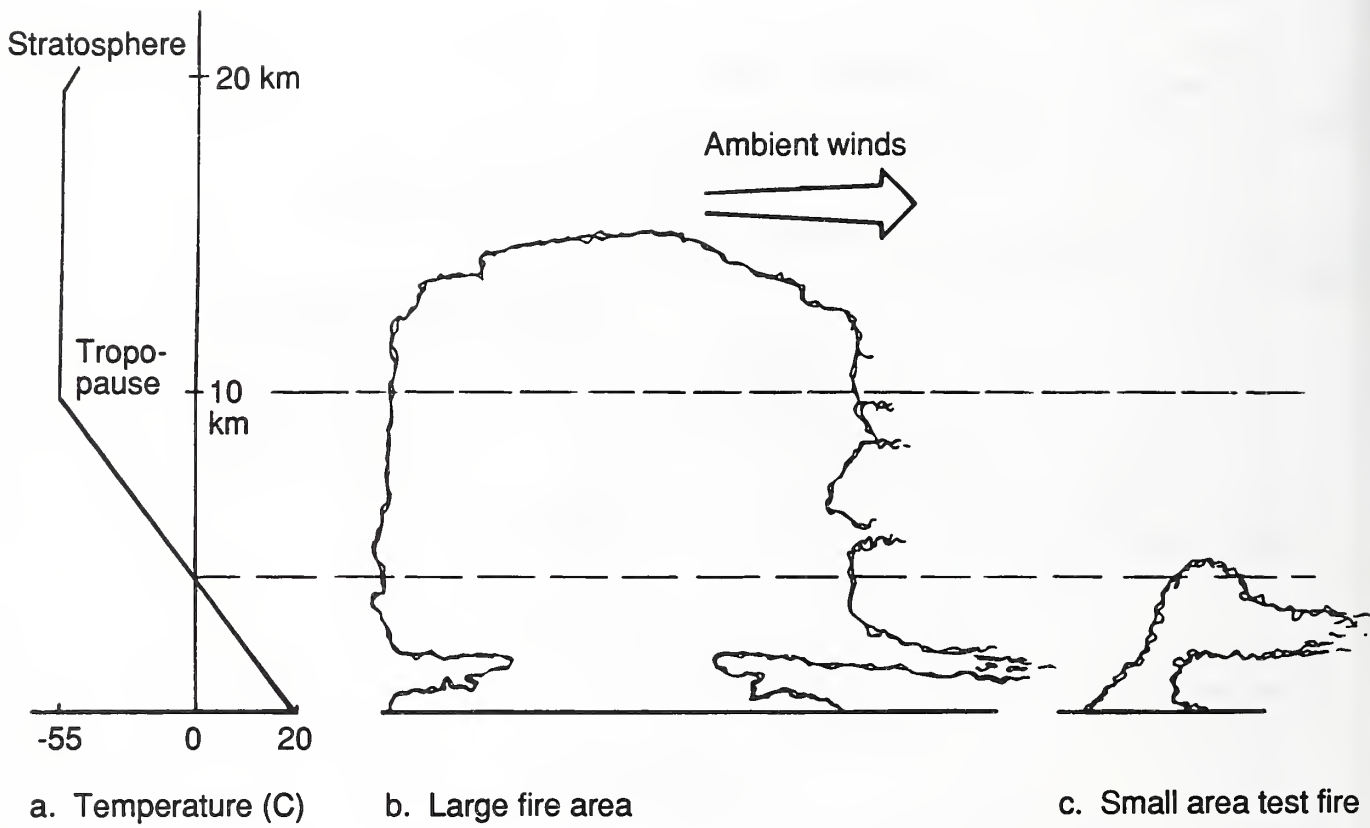 Stratosphere
20 km
Ambient winds
Tropo-
pause
10
km
-55
0
20
a. Temperature (C)
b. Large fire area
c. Small area test fire